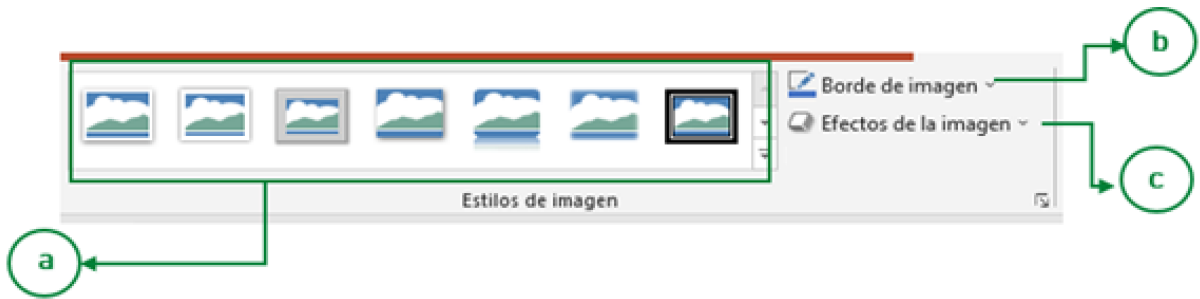 b
Borde de imagen
Efectos de la imagen
c
Estilos de imagen
a